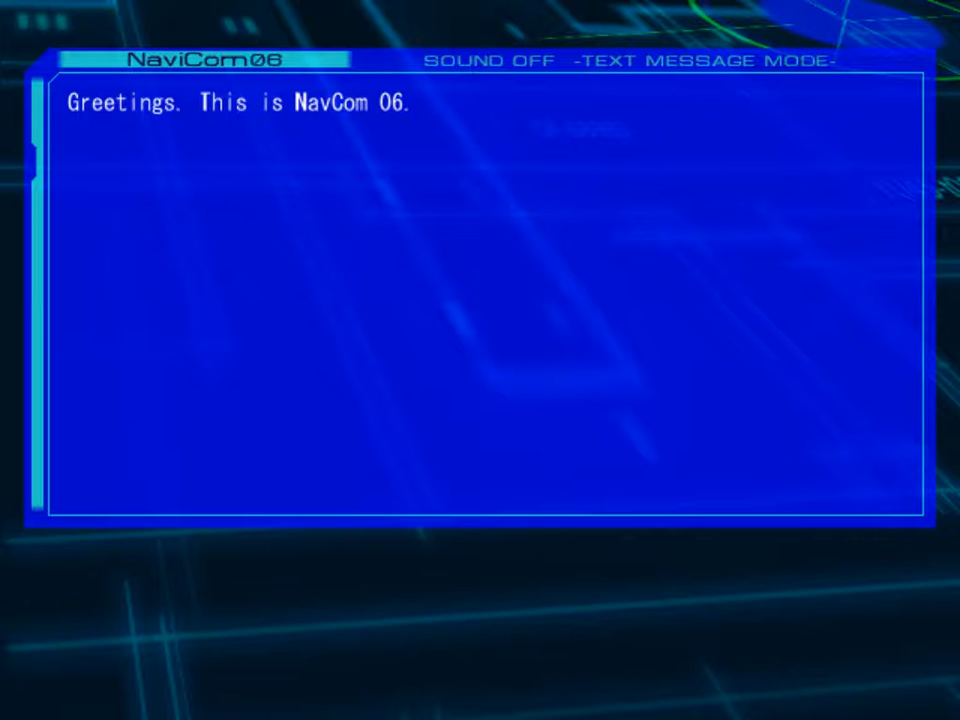 NaviCom06
SOUND OFF -TEXT MESSAGE MODE-
Greetings. This is NavCom 06.